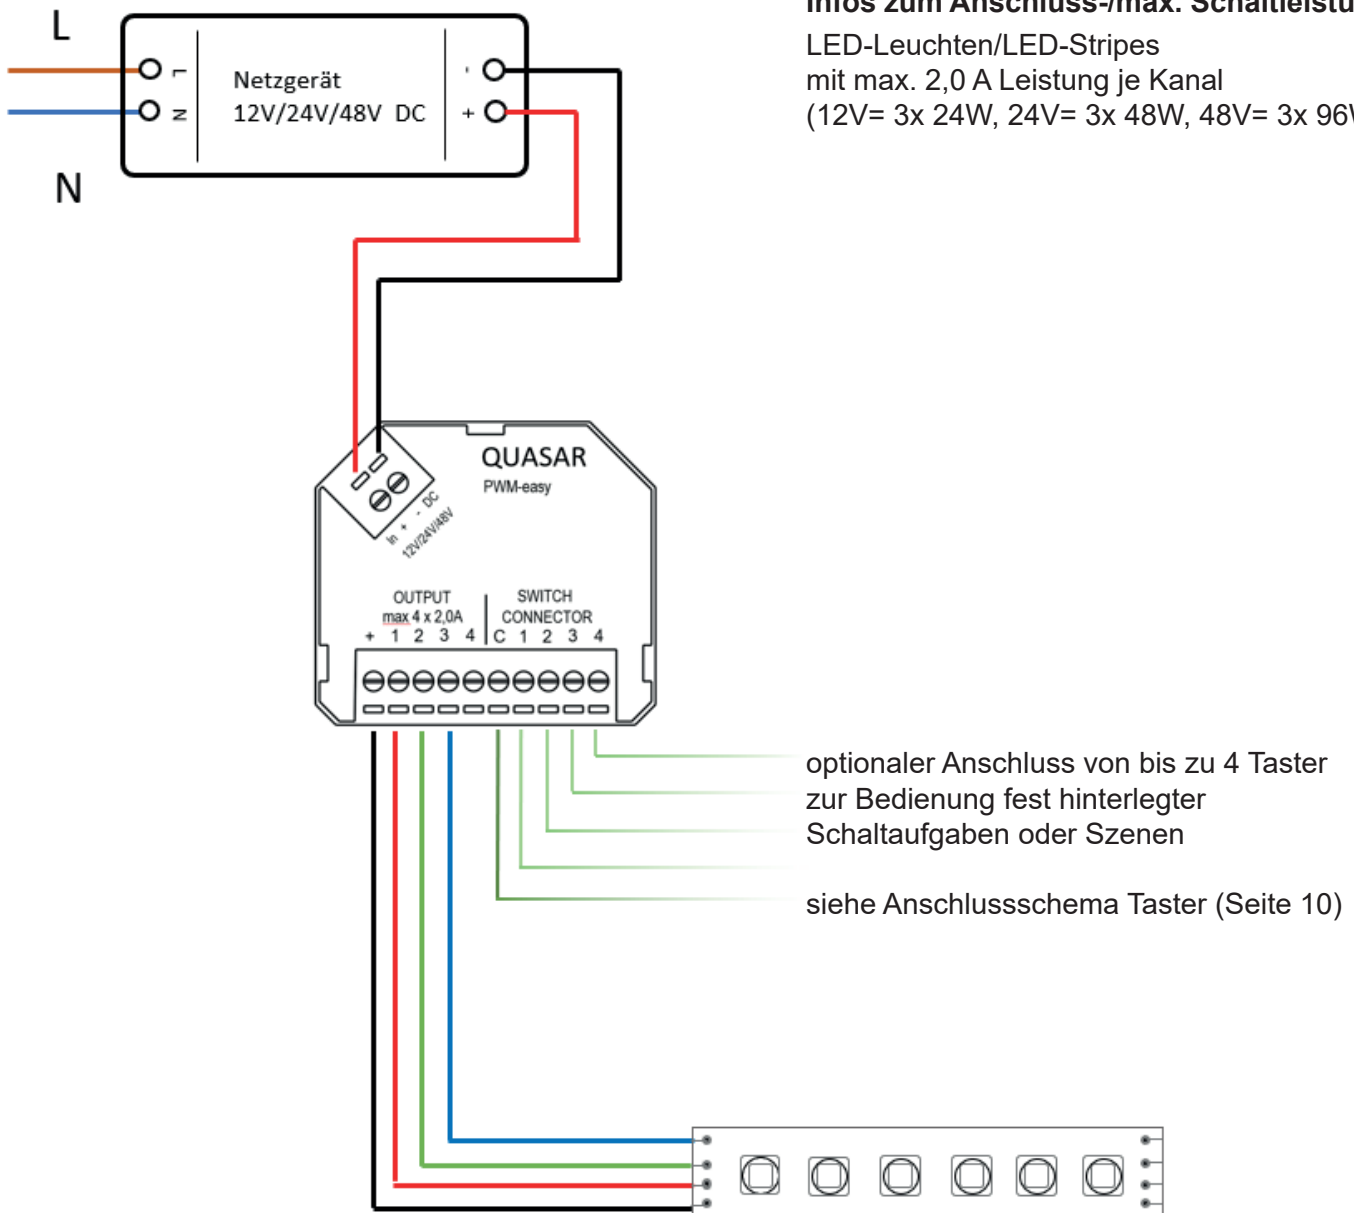 Infos zum Anschluss-/max.
LED-Leuchten/LED-Stripes
mit max. 2,0 A Leistung je Kanal
(12V= 3x 24W, 24V= 3x 48W, 48V= 3x 96W
L
N
L
N
Netzgerät
12V/24V/48V DC
-
+
QUASAR
PWM-easy
In + - DC
12V/24V/48V
OUTPUT
max 4 x 2,0A
+ 1 2 3 4
SWITCH
CONNECTOR
C 1 2 3 4
optionaler Anschluss von bis zu 4 Taster
zur Bedienung fest hinterlegter
Schaltaufgaben oder Szenen
siehe Anschlussschema Taster (Seite 10)